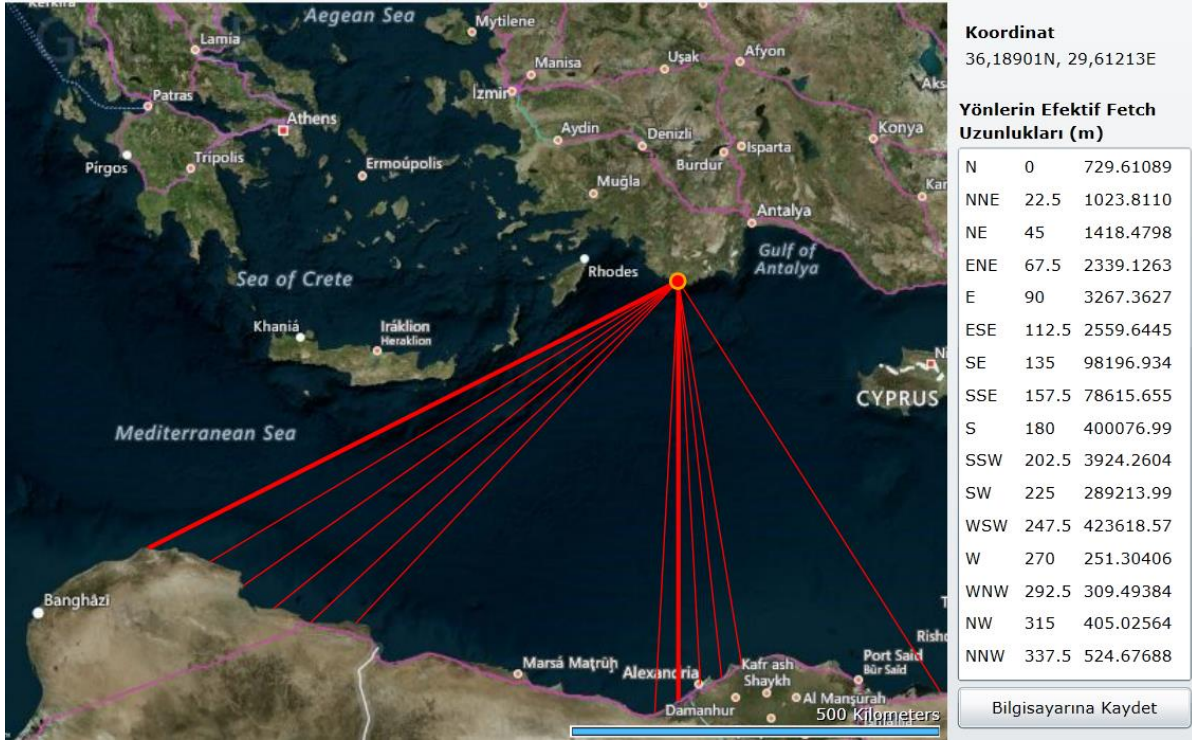 Aegean Sea
Mytilene
Lamia
Manisa
Uşak
Afyon
İzmir
Patras
Athens
Aydin
Denizli
Konya
Isparta
Burdur
Pírgos
Tripolis
Ermoúpolis
Muğla
Antalya
Gulf of
Antalya
Rhodes
Sea of Crete
Khaniá
Iráklion
Heraklion
CYPRUS
Mediterranean Sea
Banghāzī
Marsá Maţrūḩ
Alexandria
Kafr ash
Shaykh
Port Said
Būr Saīd
Damanhur
Al Manşūrah
500 Kilometers
Koordinat
36,18901N, 29,61213E
Yönlerin Efektif Fetch
Uzunlukları (m)
N 0 729.61089
NNE 22.5 1023.8110
NE 45 1418.4798
ENE 67.5 2339.1263
E 90 3267.3627
ESE 112.5 2559.6445
SE 135 98196.934
SSE 157.5 78615.655
S 180 400076.99
SSW 202.5 3924.2604
SW 225 289213.99
WSW 247.5 423618.57
W 270 251.30406
WNW 292.5 309.49384
NW 315 405.02564
NNW 337.5 524.67688
Bilgisayarına Kaydet